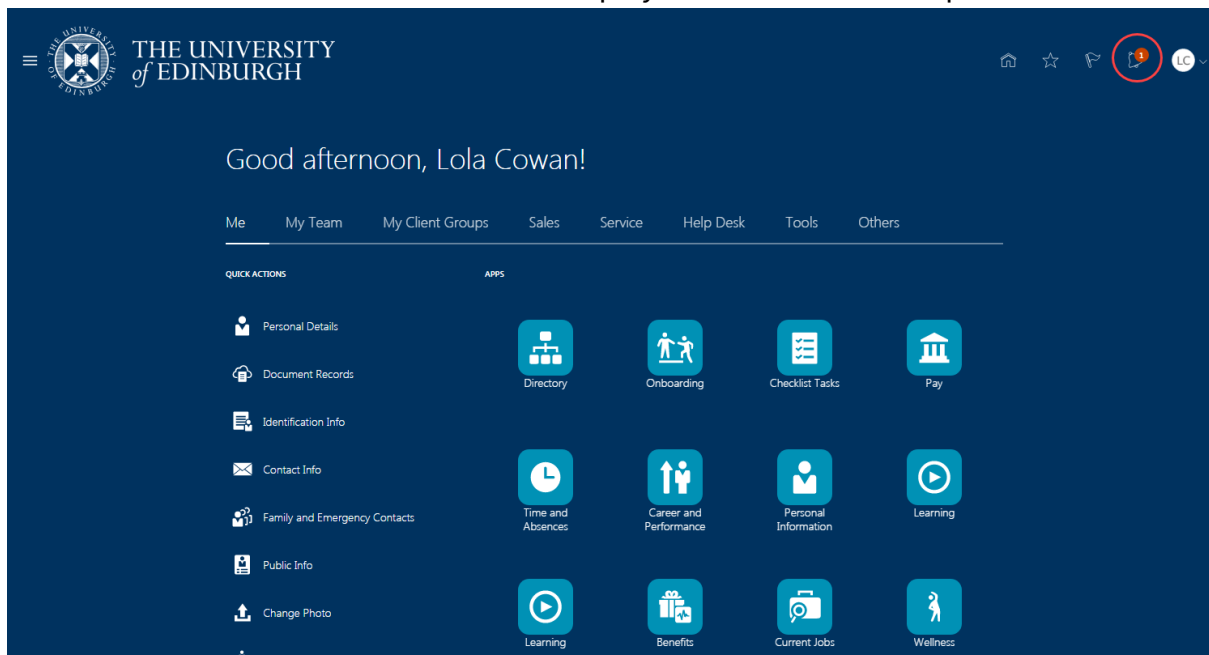 THE UNIVERSITY
of EDINBURGH
1
LC
Good afternoon, Lola Cowan!
Me My Team My Client Groups Sales Service Help Desk Tools Others
QUICK ACTIONS
APPS
Personal Details
Document Records
Identification Info
Contact Info
Family and Emergency Contacts
Public Info
Change Photo
Directory
Onboarding
Checklist Tasks
Pay
Time and
Absences
Career and
Performance
Personal
Information
Learning
Learning
Benefits
Current Jobs
Wellness